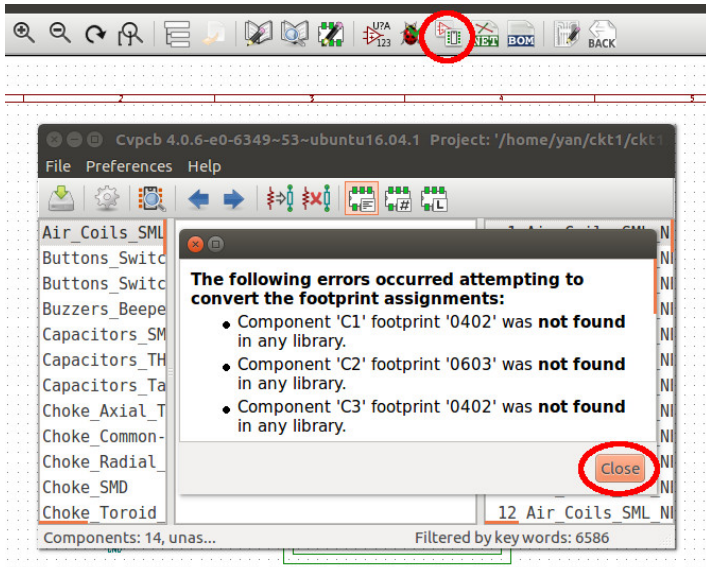 U?A
123
NET
BOM
BACK
2
3
4
5
Cvpcb 4.0.6-e0-6349~53~ubuntu16.04.1 Project: '/home/yan/ckt1/ckt1
File Preferences Help
Air_Coils_SML
Buttons_Switc
Buttons_Switc
Buzzers_Beepe
Capacitors_SM
Capacitors_TH
Capacitors_Ta
Choke_Axial_T
Choke_Common-
Choke_Radial_
Choke_SMD
Choke_Toroid_
The following errors occurred attempting to
convert the footprint assignments:
Component 'C1' footprint '0402' was not found
in any library.
Component 'C2' footprint '0603' was not found
in any library.
Component 'C3' footprint '0402' was not found
in any library.
Close
12 Air_Coils_SML_NE
Components: 14, unas...
Filtered by key words: 6586
GND